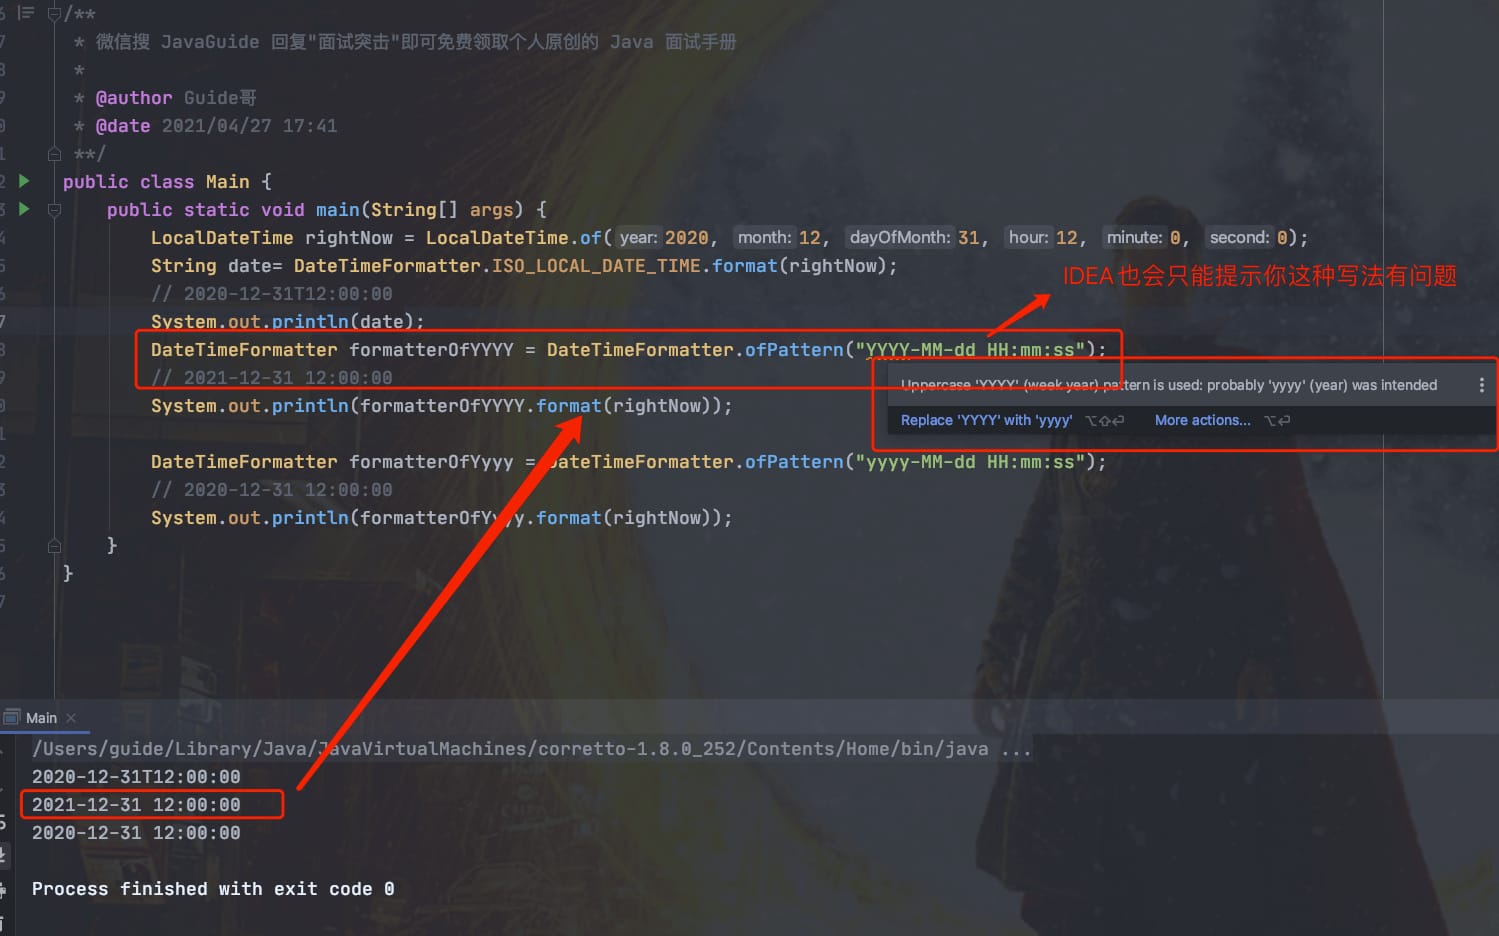 /**
* 微信搜 JavaGuide 回复"面试突击"即可免费领取个人原创的 Java 面试手册
*
* @author Guide哥
* @date 2021/04/27 17:41
**/
public class Main {
public static void main(String[] args) {
LocalDateTime rightNow = LocalDateTime.of( year: 2020, month: 12, dayOfMonth: 31, hour: 12, minute: 0, second: 0);
String date= DateTimeFormatter.ISO_LOCAL_DATE_TIME.format(rightNow);
IDEA也会只能提示你这种写法有问题
// 2020-12-31T12:00:00
System.out.println(date);
DateTimeFormatter formatterOfYYYY = DateTimeFormatter.ofPattern("YYYY-MM-dd HH:mm:ss");
// 2021-12-31 12:00:00
Uppercase 'YYYY' (week year) pattern is used: probably 'yyyy' (year) was intended
System.out.println(formatterOfYYYY.format(rightNow));
Replace 'YYYY' with 'yyyy' ⌥⇧⏎ More actions... ⌥⏎
DateTimeFormatter formatterOfYyyy = DateTimeFormatter.ofPattern("yyyy-MM-dd HH:mm:ss");
// 2020-12-31 12:00:00
System.out.println(formatterOfYyyy.format(rightNow));
}
}
Main
/Users/guide/Library/Java/JavaVirtualMachines/corretto-1.8.0_252/Contents/Home/bin/java ...
2020-12-31T12:00:00
2021-12-31 12:00:00
2020-12-31 12:00:00
Process finished with exit code 0